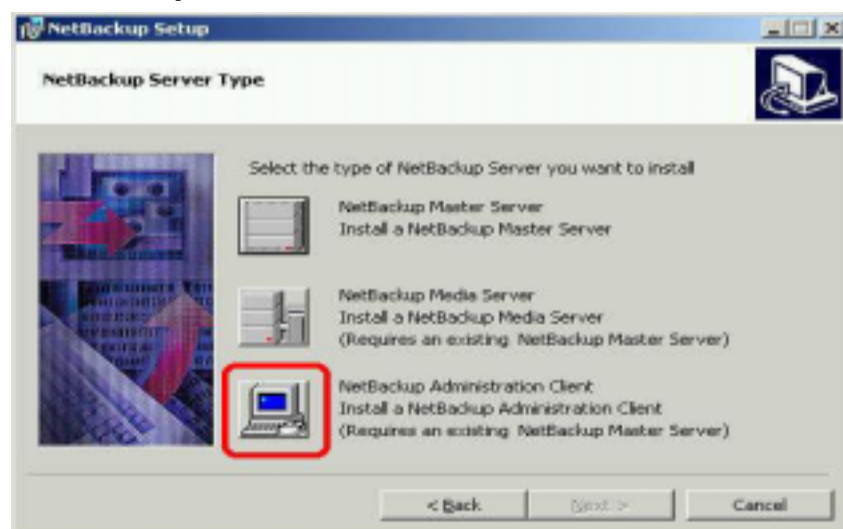 NetBackup Setup
NetBackup Server Type
Select the type of NetBackup Server you want to install
NetBackup Master Server
Install a NetBackup Master Server
NetBackup Media Server
Install a NetBackup Media Server
(Requires an existing NetBackup Master Server)
NetBackup Administration Client
Install a NetBackup Administration Client
(Requires an existing NetBackup Master Server)
< Back
Next >
Cancel